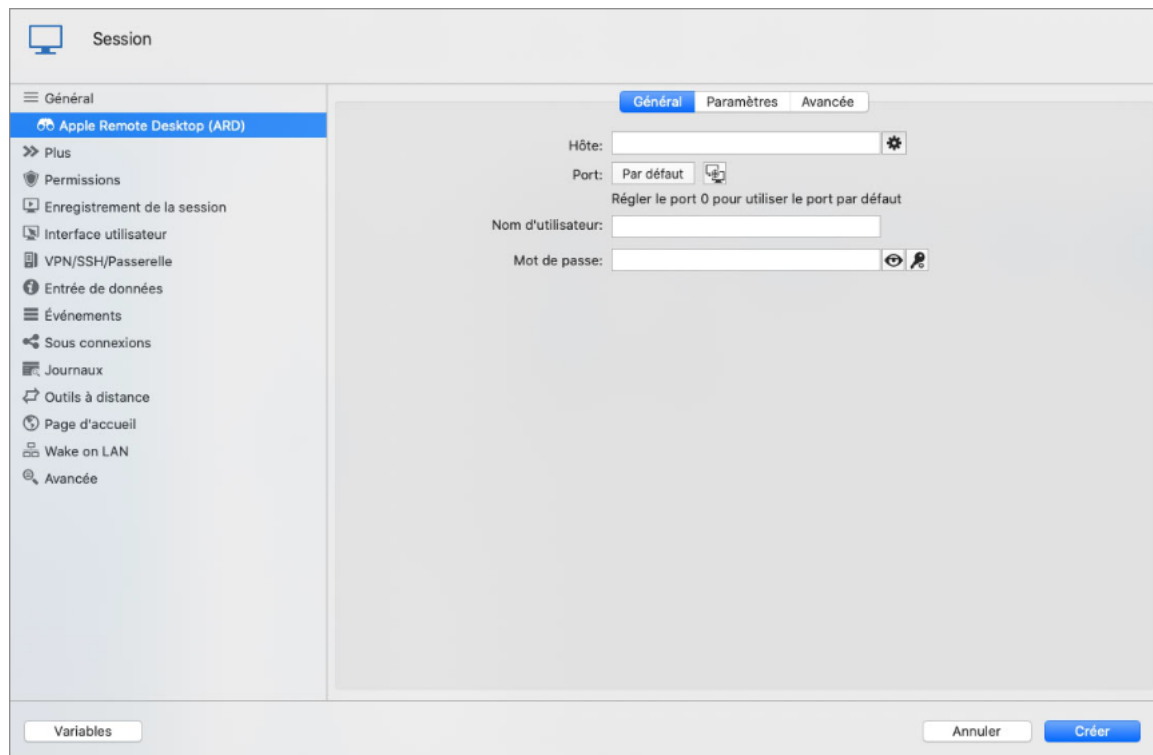 Session
Général
Apple Remote Desktop (ARD)
Plus
Permissions
Enregistrement de la session
Interface utilisateur
VPN/SSH/Passerelle
Entrée de données
Événements
Sous connexions
Journaux
Outils à distance
Page d'accueil
Wake on LAN
Avancée
Général Paramètres Avancée
Hôte:
Port: Par défaut
Régler le port 0 pour utiliser le port par défaut
Nom d'utilisateur:
Mot de passe:
Variables Annuler Créer